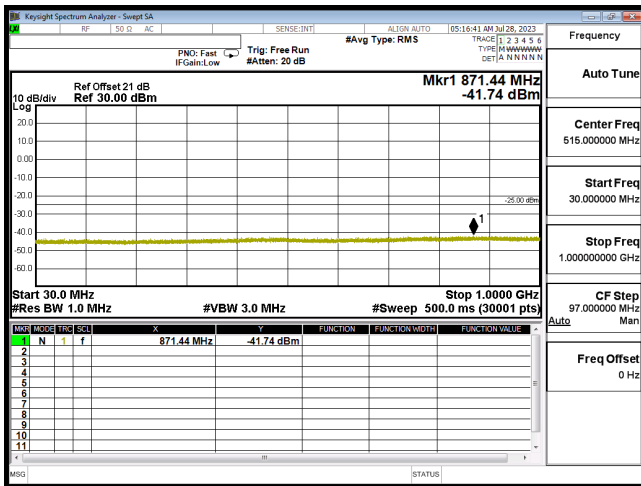 Keysight Spectrum Analyzer - Swept SA
LXI RF 50 Ω AC SENSE:INT ALIGN AUTO 05:16:41 AM Jul 28, 2023
#Avg Type: RMS TRACE 1 2 3 4 5 6
PNO: Fast Trig: Free Run TYPE M W W W W W
IFGain:Low #Atten: 20 dB DET A N N N N N
Ref Offset 21 dB Mkr1 871.44 MHz
10 dB/div Ref 30.00 dBm -41.74 dBm
Log
20.0
10.0
0.00
-10.0
-20.0
-25.00 dBm
-30.0
1
-40.0
-50.0
-60.0
Start 30.0 MHz Stop 1.0000 GHz
#Res BW 1.0 MHz #VBW 3.0 MHz #Sweep 500.0 ms (30001 pts)
MKR MODE TRC SCL X Y FUNCTION FUNCTION WIDTH FUNCTION VALUE
1 N 1 f 871.44 MHz -41.74 dBm
2
3
4
5
6
7
8
9
10
11
MSG STATUS
Frequency
Auto Tune
Center Freq
515.000000 MHz
Start Freq
30.000000 MHz
Stop Freq
1.000000000 GHz
CF Step
97.000000 MHz
Auto Man
Freq Offset
0 Hz